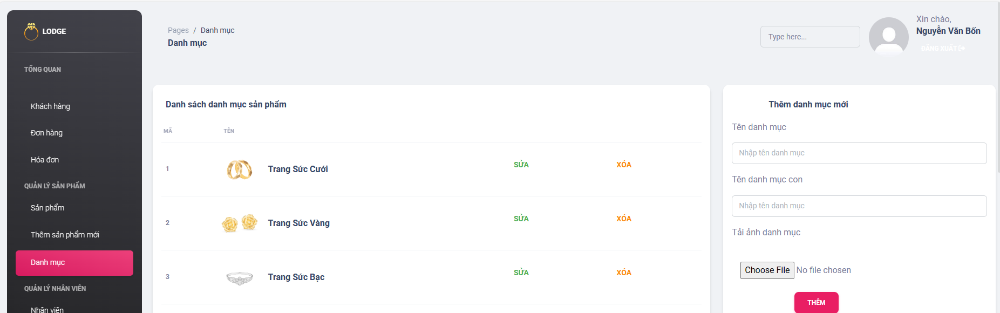 LODGE
TỔNG QUAN
Khách hàng
Đơn hàng
Hóa đơn
QUẢN LÝ SẢN PHẨM
Sản phẩm
Thêm sản phẩm mới
Danh mục
QUẢN LÝ NHÂN VIÊN
Nhân viên
Pages / Danh mục
Danh mục
Type here...
Xin chào,
Nguyễn Văn Bốn
ĐĂNG XUẤT
Danh sách danh mục sản phẩm
MÃ TÊN
1 Trang Sức Cưới SỬA XÓA
2 Trang Sức Vàng SỬA XÓA
3 Trang Sức Bạc SỬA XÓA
Thêm danh mục mới
Tên danh mục
Nhập tên danh mục
Tên danh mục con
Nhập tên danh mục
Tải ảnh danh mục
Choose File No file chosen
THÊM